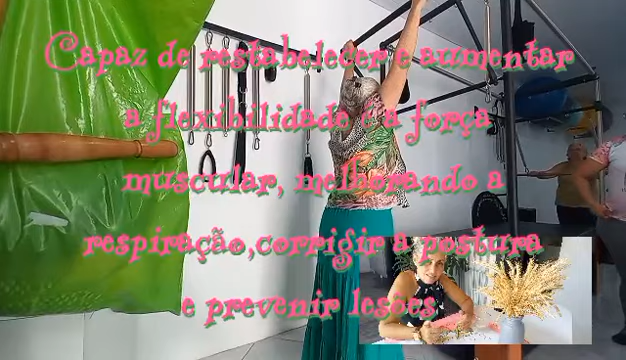 Capaz de restabelecer e aumentar
a flexibilidade e a força
muscular, melhorando a
respiração,corrigir a postura
e prevenir lesões